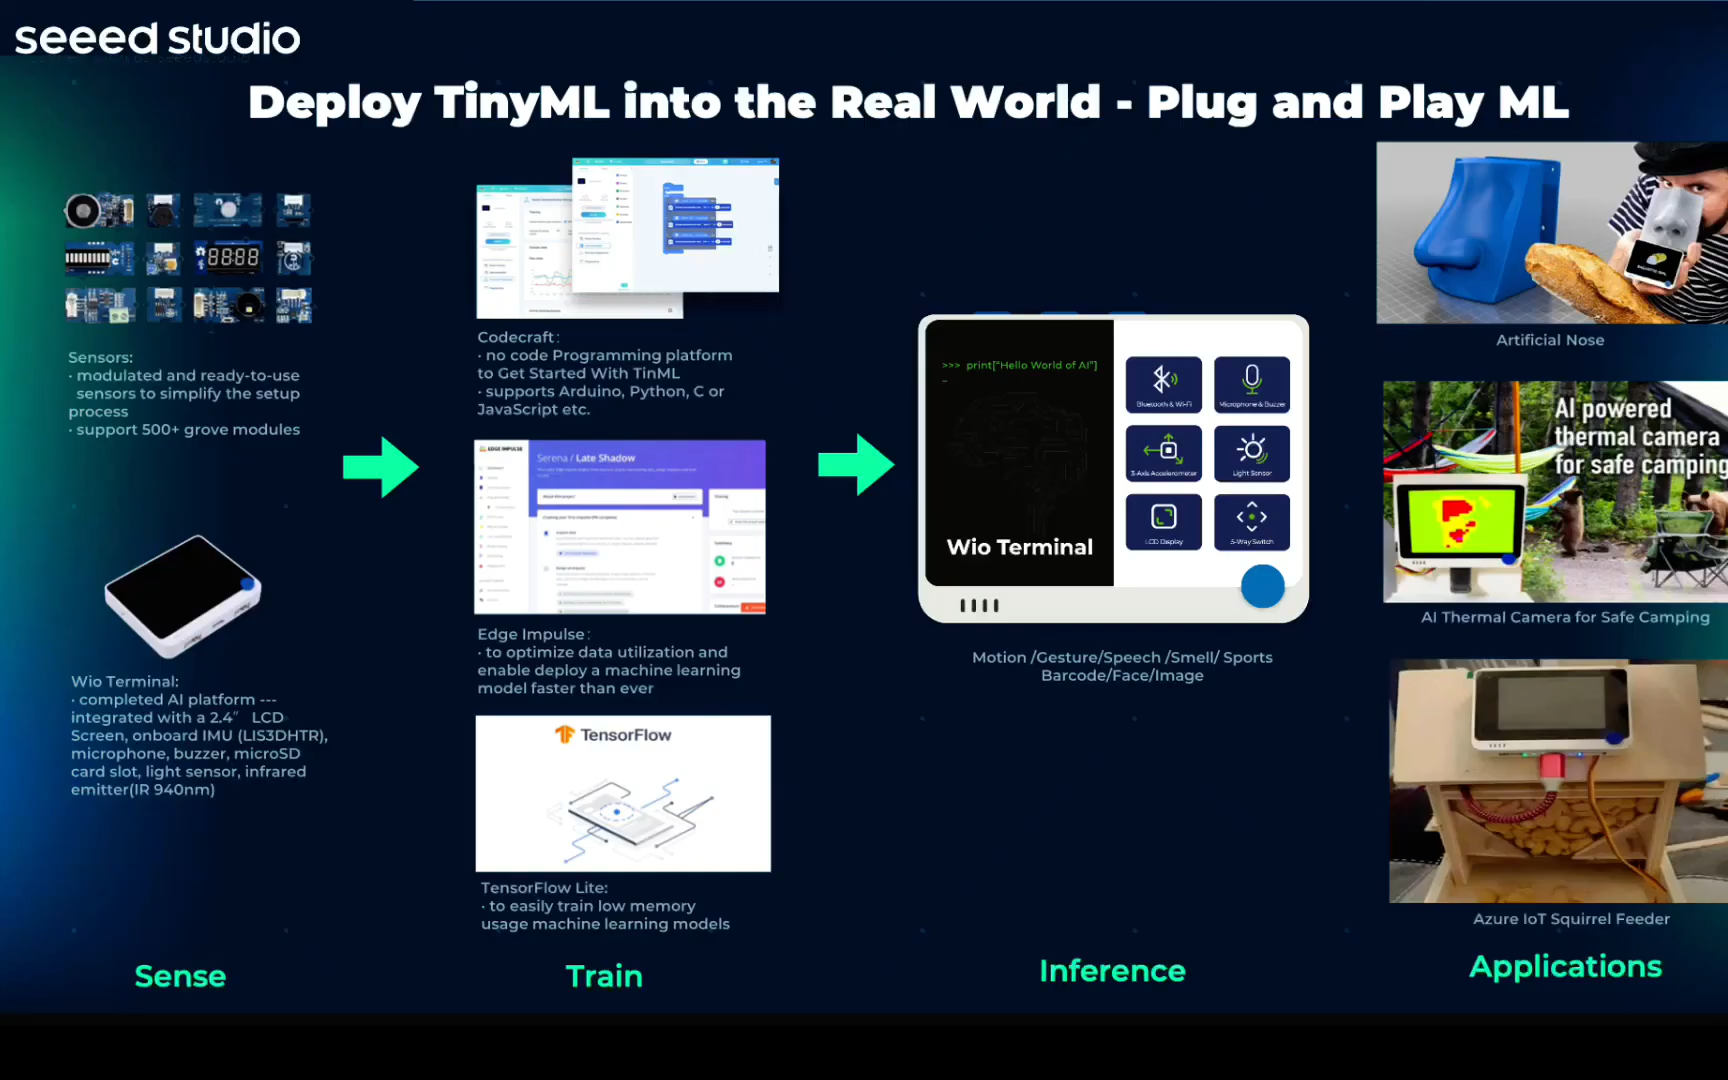 seeed studio
Deploy TinyML into the Real World - Plug and Play ML
Sensors:
· modulated and ready-to-use
sensors to simplify the setup
process
· support 500+ grove modules
Wio Terminal:
· completed AI platform ---
integrated with a 2.4″ LCD
Screen, onboard IMU (LIS3DHTR),
microphone, buzzer, microSD
card slot, light sensor, infrared
emitter(IR 940nm)
Sense
Codecraft:
· no code Programming platform
to Get Started With TinML
· supports Arduino, Python, C or
JavaScript etc.
EDGE IMPULSE
Serena / Late Shadow
Edge Impulse:
· to optimize data utilization and
enable deploy a machine learning
model faster than ever
TensorFlow
TensorFlow Lite:
· to easily train low memory
usage machine learning models
Train
>>> print["Hello World of AI"]
_
Wio Terminal
Bluetooth & Wi-Fi
Microphone & Buzzer
3-Axis Accelerometer
Light Sensor
LCD Display
5-Way Switch
Motion /Gesture/Speech /Smell/ Sports
Barcode/Face/Image
Inference
Artificial Nose
AI powered
thermal camera
for safe camping
AI Thermal Camera for Safe Camping
Azure IoT Squirrel Feeder
Applications